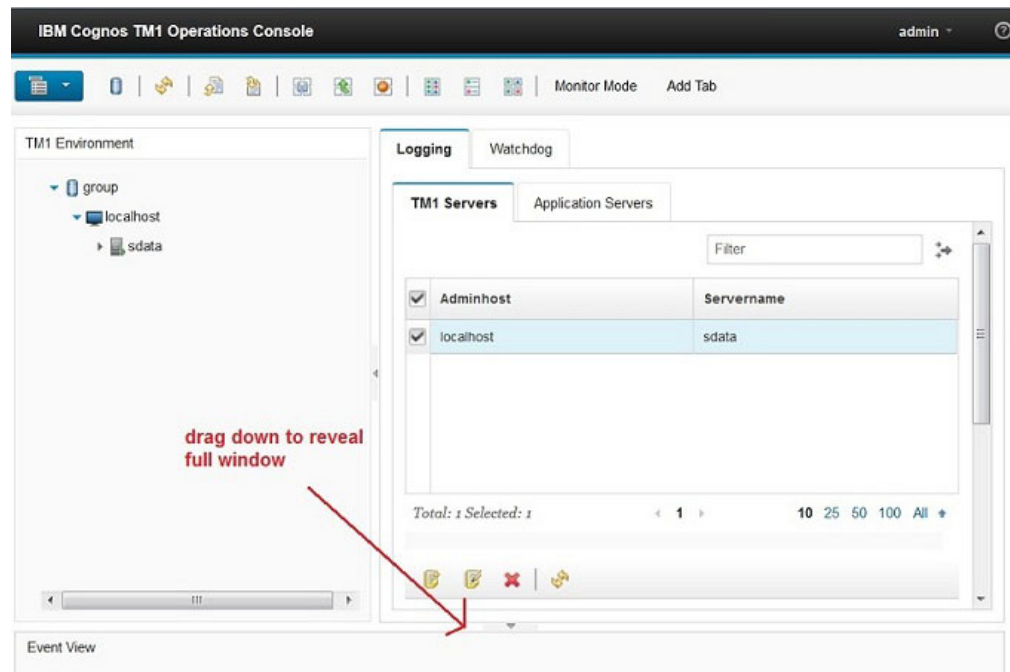 IBM Cognos TM1 Operations Console
admin
Monitor Mode
Add Tab
TM1 Environment
group
localhost
sdata
Logging
Watchdog
TM1 Servers
Application Servers
Filter
Adminhost
Servername
localhost
sdata
drag down to reveal
full window
Total: 1 Selected: 1
1
10 25 50 100 All
Event View